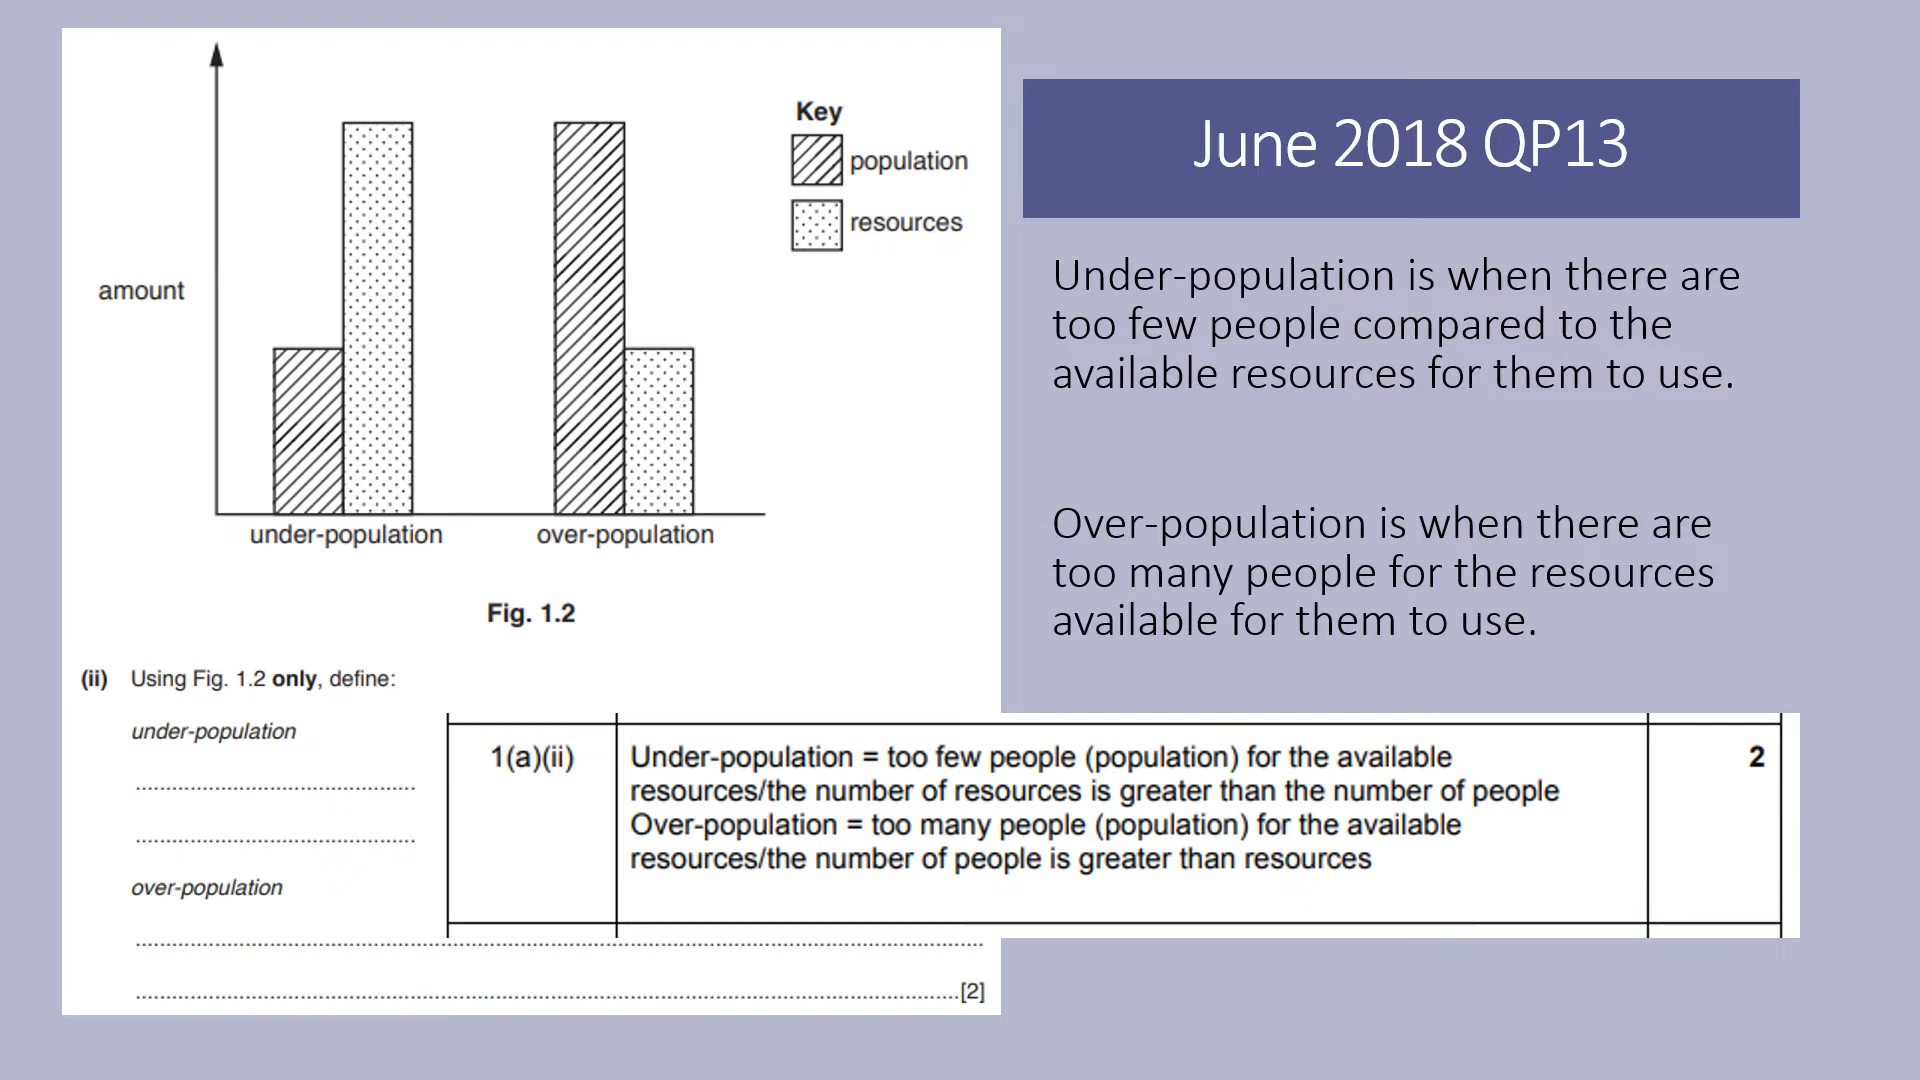 amount
Key
population
resources
under-population over-population
Fig. 1.2
(ii) Using Fig. 1.2 only, define:
under-population
..............................................
..............................................
over-population
............................................................................................................................................
........................................................................................................................................[2]
June 2018 QP13
Under-population is when there are
too few people compared to the
available resources for them to use.
Over-population is when there are
too many people for the resources
available for them to use.
1(a)(ii) Under-population = too few people (population) for the available 2
resources/the number of resources is greater than the number of people
Over-population = too many people (population) for the available
resources/the number of people is greater than resources